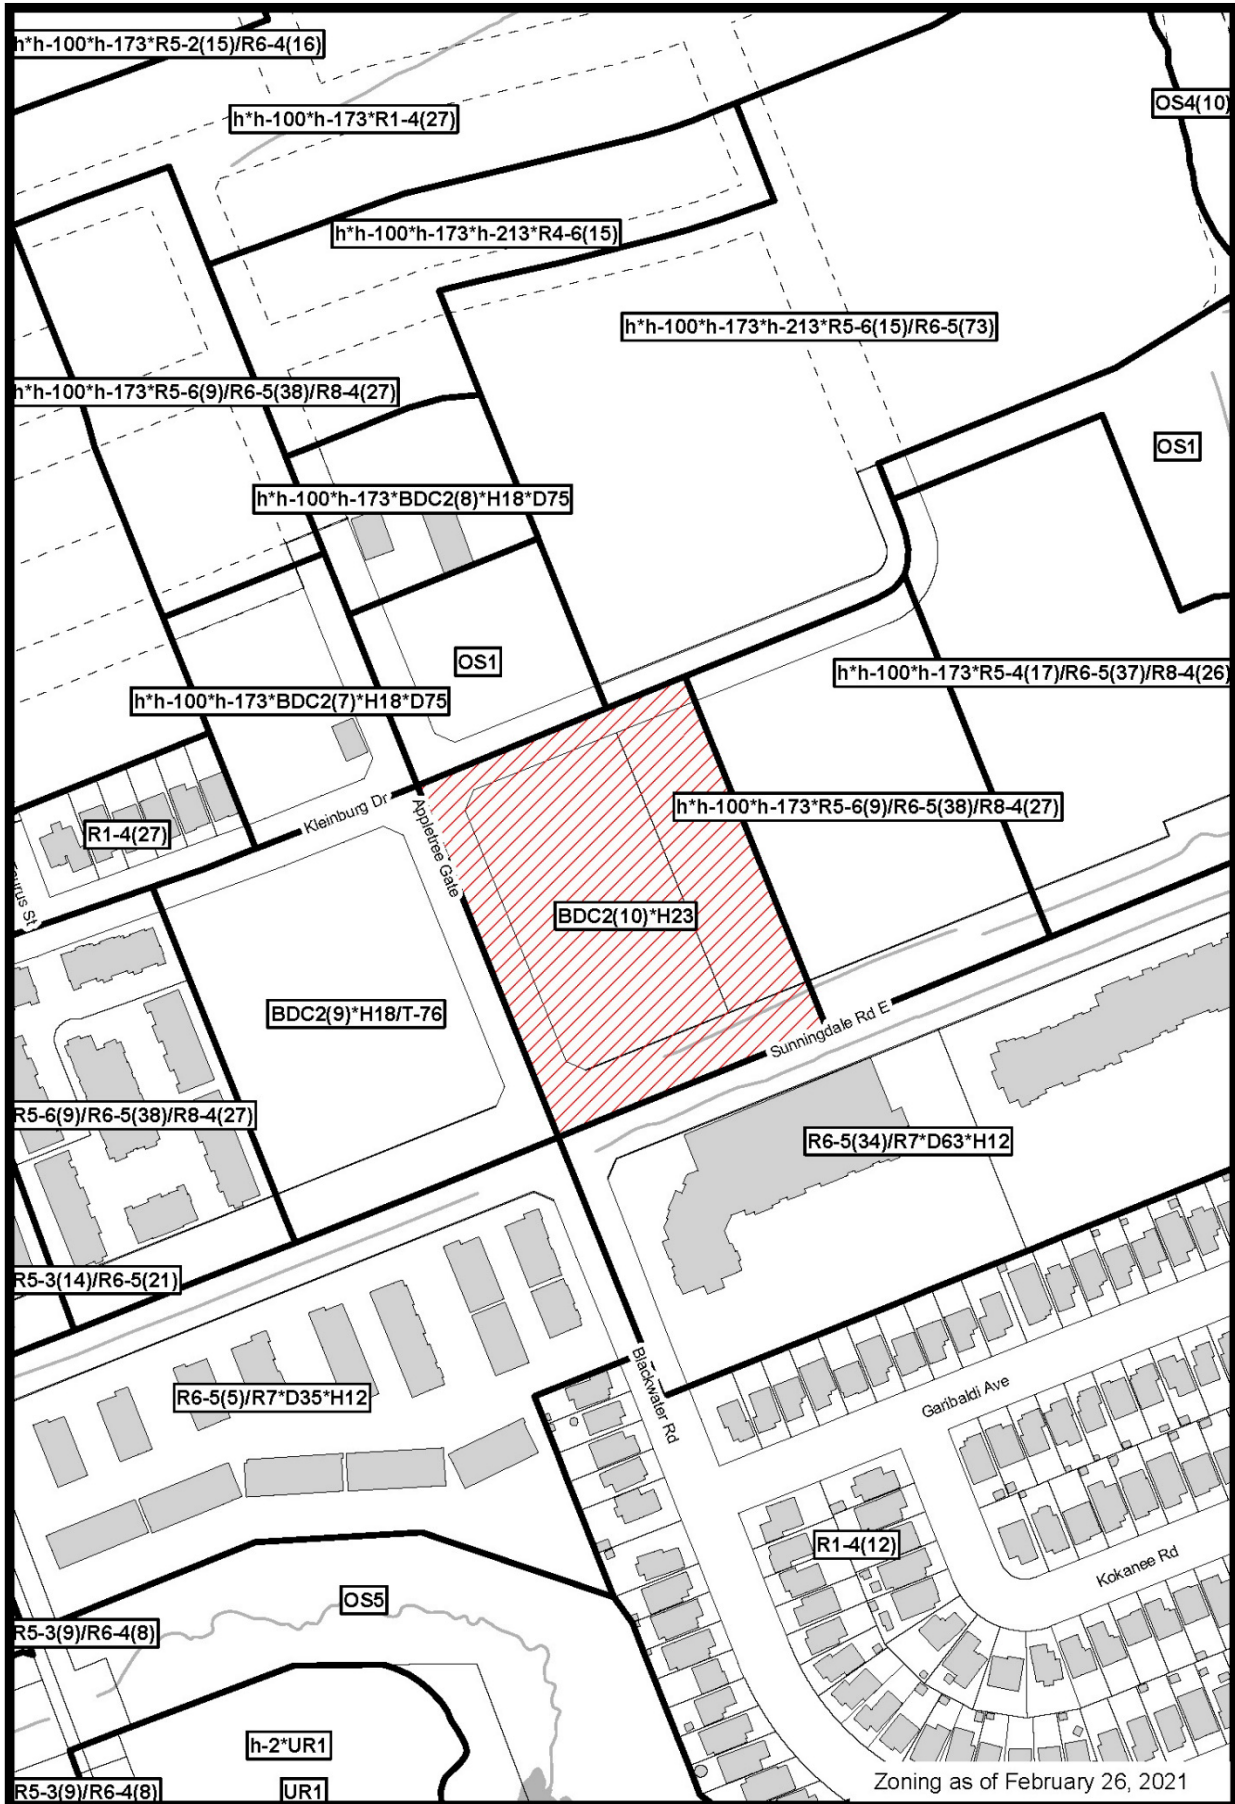 h*h-100*h-173*R5-2(15)/R6-4(16)
OS4(10)
h*h-100*h-173*R1-4(27)
h*h-100*h-173*h-213*R4-6(15)
h*h-100*h-173*h-213*R5-6(15)/R6-5(73)
h*h-100*h-173*R5-6(9)/R6-5(38)/R8-4(27)
OS1
h*h-100*h-173*BDC2(8)*H18*D75
OS1
h*h-100*h-173*R5-4(17)/R6-5(37)/R8-4(26)
h*h-100*h-173*BDC2(7)*H18*D75
Kleinburg Dr
h*h-100*h-173*R5-6(9)/R6-5(38)/R8-4(27)
R1-4(27)
Appletree Gate
St
BDC2(10)*H23
BDC2(9)*H18/T-76
Sunningdale Rd E
R5-6(9)/R6-5(38)/R8-4(27)
R6-5(34)/R7*D63*H12
R5-3(14)/R6-5(21)
R6-5(5)/R7*D35*H12
Blackwater Rd
Garibaldi Ave
R1-4(12)
Kokanee Rd
OS5
R5-3(9)/R6-4(8)
h-2*UR1
R5-3(9)/R6-4(8)
UR1
Zoning as of February 26, 2021